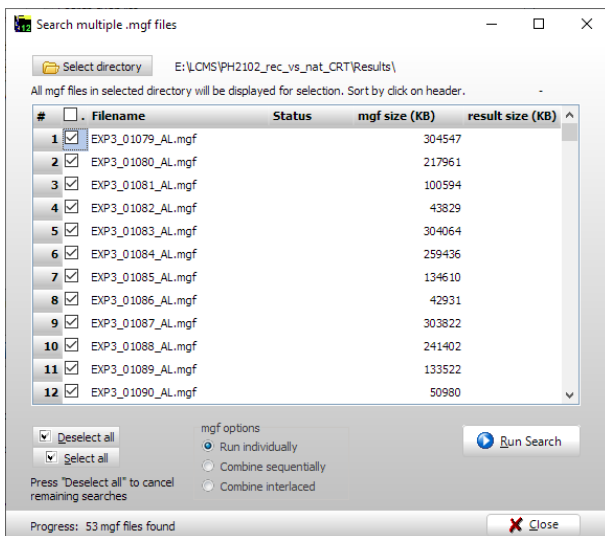 Search multiple .mgf files
Select directory E:\LCMS\PH2102_rec_vs_nat_CRT\Results\
All mgf files in selected directory will be displayed for selection. Sort by click on header. -
# . Filename Status mgf size (KB) result size (KB)
1 EXP3_01079_AL.mgf 304547
2 EXP3_01080_AL.mgf 217961
3 EXP3_01081_AL.mgf 100594
4 EXP3_01082_AL.mgf 43829
5 EXP3_01083_AL.mgf 304064
6 EXP3_01084_AL.mgf 259436
7 EXP3_01085_AL.mgf 134610
8 EXP3_01086_AL.mgf 42931
9 EXP3_01087_AL.mgf 303822
10 EXP3_01088_AL.mgf 241402
11 EXP3_01089_AL.mgf 133522
12 EXP3_01090_AL.mgf 50980
Deselect all
Select all
Press "Deselect all" to cancel
remaining searches
mgf options
Run individually
Combine sequentially
Combine interlaced
Run Search
Progress: 53 mgf files found
Close